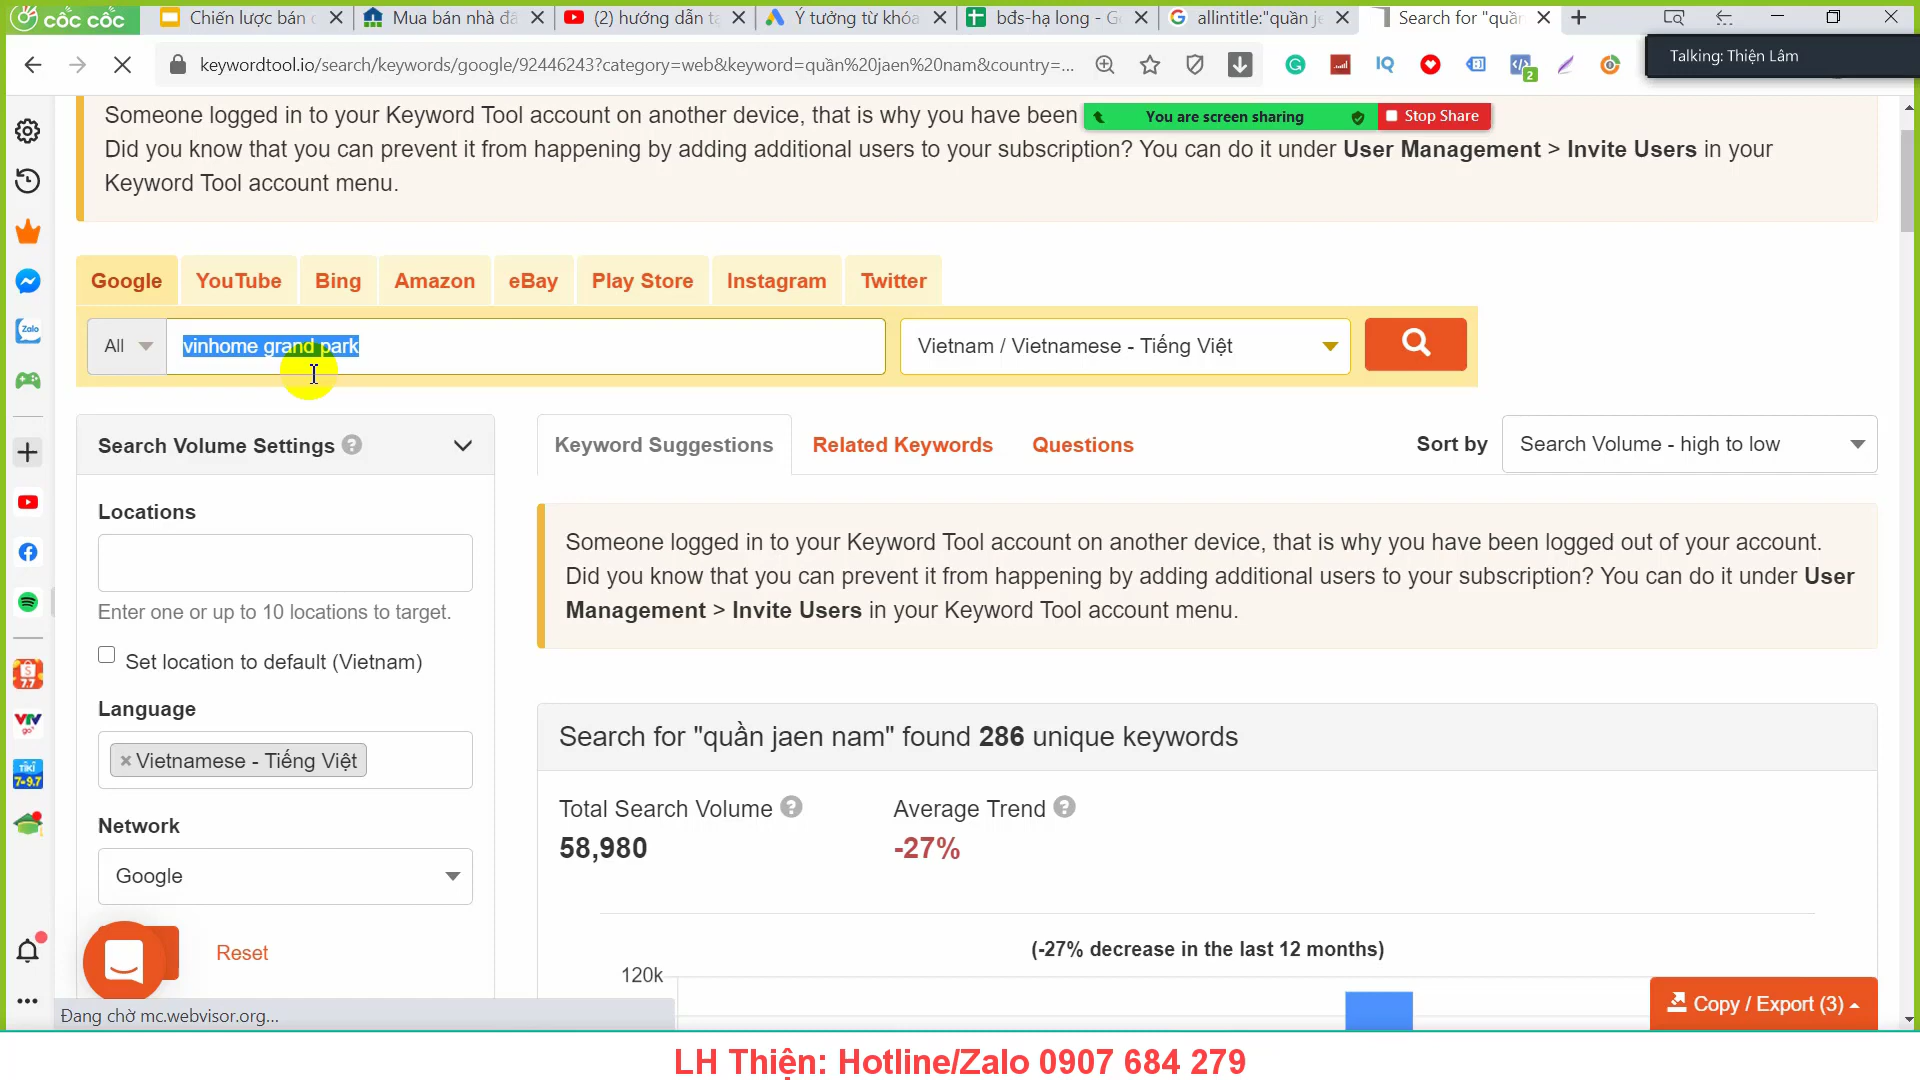 cốc cốc
Chiến lược bán
Mua bán nhà đấ
(2) hướng dẫn tạ
Ý tưởng từ khóa
bđs-hạ long - G
allintitle:"quần je
Search for "quần
keywordtool.io/search/keywords/google/92446243?category=web&keyword=quần%20jaen%20nam&country=...
Talking: Thiện Lâm
Someone logged in to your Keyword Tool account on another device, that is why you have been
You are screen sharing
Stop Share
Did you know that you can prevent it from happening by adding additional users to your subscription? You can do it under User Management > Invite Users in your
Keyword Tool account menu.
Google YouTube Bing Amazon eBay Play Store Instagram Twitter
All
vinhome grand park
Vietnam / Vietnamese - Tiếng Việt
Search Volume Settings
Keyword Suggestions Related Keywords Questions
Sort by
Search Volume - high to low
Locations
Enter one or up to 10 locations to target.
Set location to default (Vietnam)
Language
×Vietnamese - Tiếng Việt
Network
Google
Reset
Someone logged in to your Keyword Tool account on another device, that is why you have been logged out of your account.
Did you know that you can prevent it from happening by adding additional users to your subscription? You can do it under User
Management > Invite Users in your Keyword Tool account menu.
Search for "quần jaen nam" found 286 unique keywords
Total Search Volume
58,980
Average Trend
-27%
(-27% decrease in the last 12 months)
120k
Copy / Export (3)
Đang chờ mc.webvisor.org...
LH Thiện: Hotline/Zalo 0907 684 279